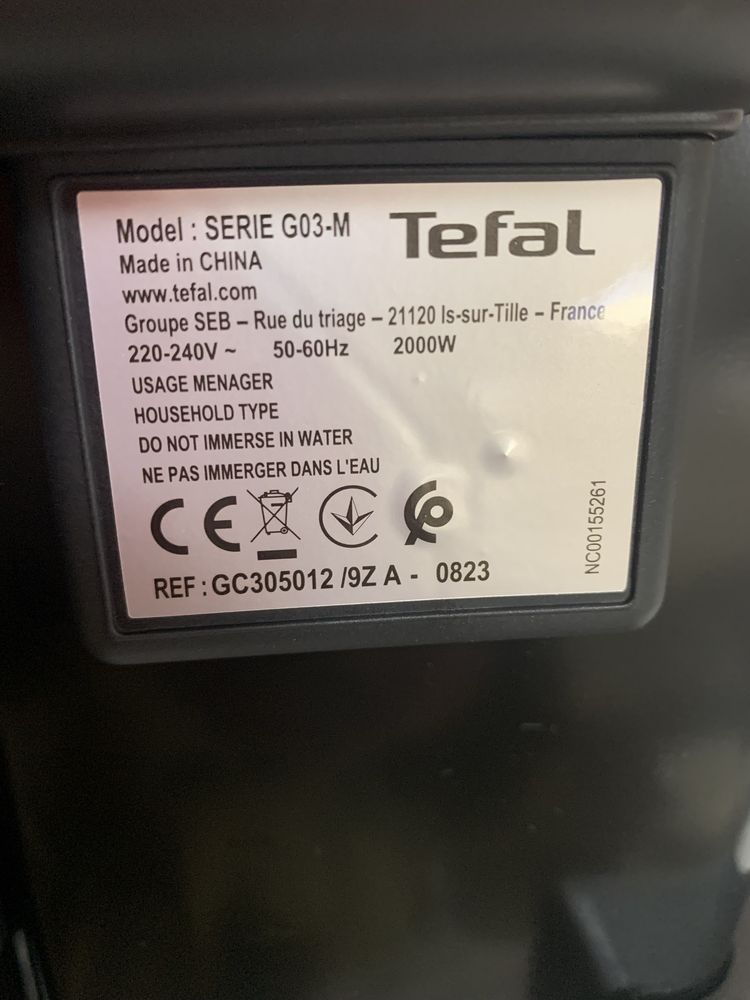 Model : SERIE G03-M
Tefal
Made in CHINA
www.tefal.com
Groupe SEB – Rue du triage – 21120 Is-sur-Tille – France
220-240V ~ 50-60Hz 2000W
USAGE MENAGER
HOUSEHOLD TYPE
DO NOT IMMERSE IN WATER
NE PAS IMMERGER DANS L'EAU
CE
REF : GC305012 /9Z A - 0823
NC00155261